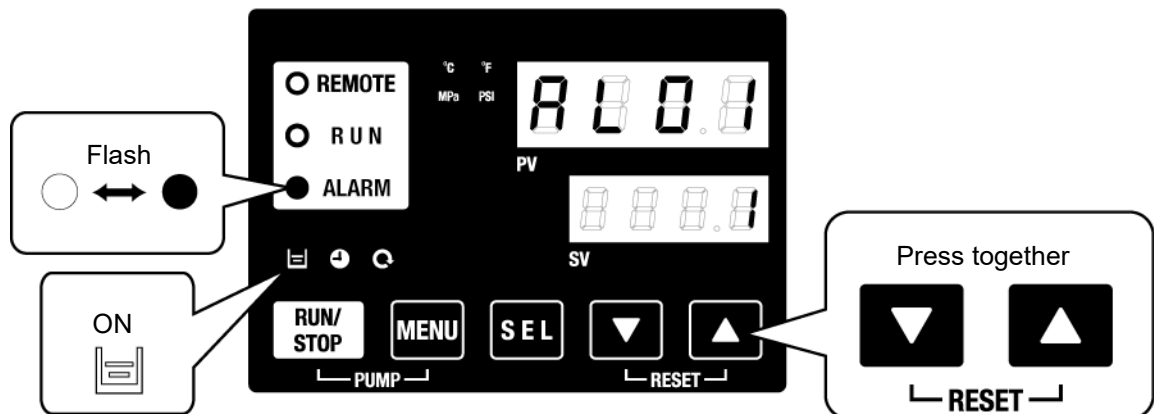 Flash
ON
REMOTE
RUN
ALARM
°C °F
MPa PSI
AL01
PV
1
SV
RUN/
STOP
MENU
SEL
PUMP
RESET
Press together
RESET